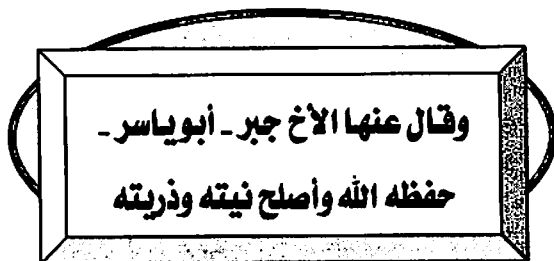 وقال عنها الأخ جبر - أبو ياسر -
حفظه الله وأصلح نيته وذريته